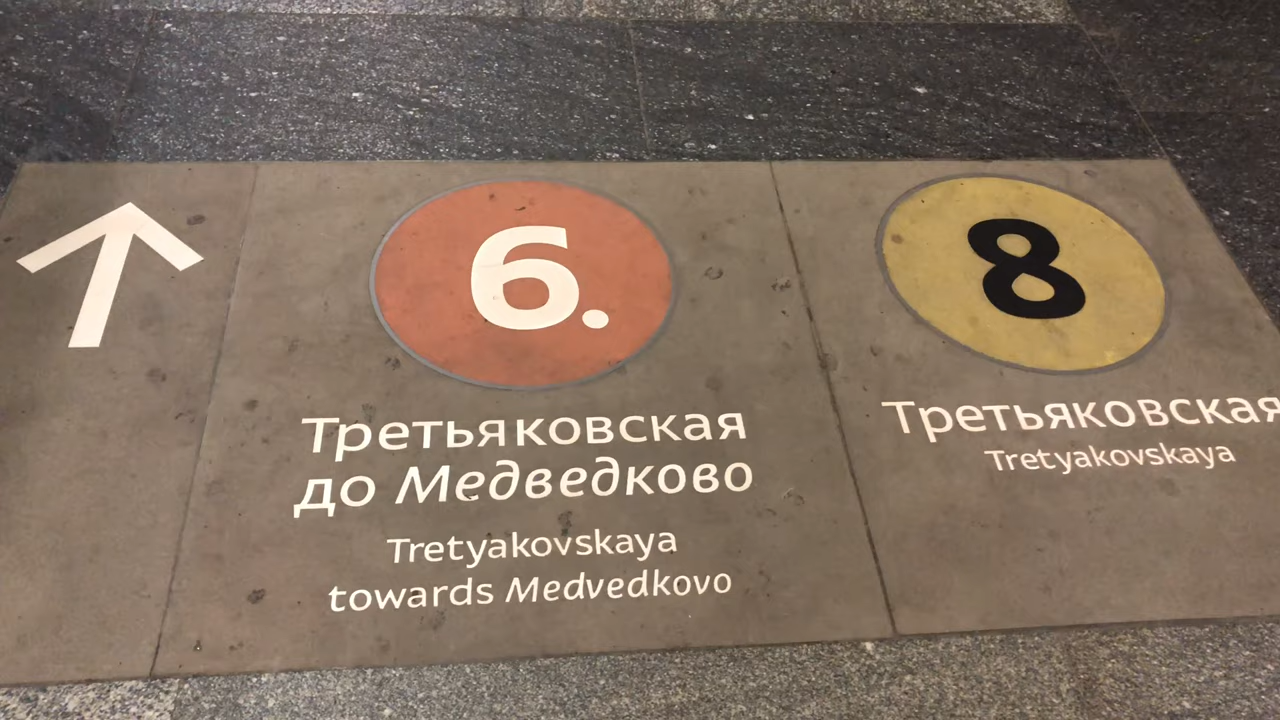 6.
Третьяковская
до Медведково
Tretyakovskaya
towards Medvedkovo
8
Третьяковская
Tretyakovskaya